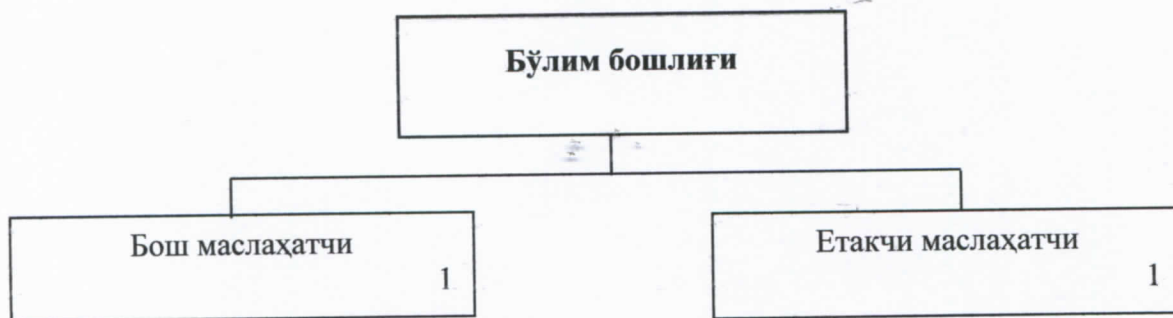 Бўлим бошлиғи
Бош маслаҳатчи
1
Етакчи маслаҳатчи
1